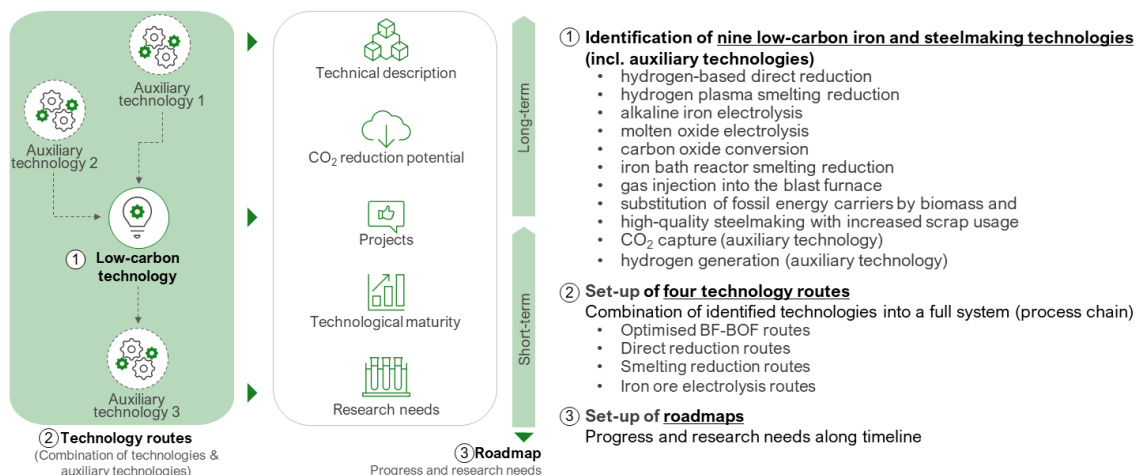 Auxiliary
technology 1
Auxiliary
technology 2
① Low-carbon
technology
Auxiliary
technology 3
② Technology routes
(Combination of technologies &
auxiliary technologies)
Technical description
CO₂ reduction potential
Projects
Technological maturity
Research needs
Long-term
Short-term
③ Roadmap
Progress and research needs
① Identification of nine low-carbon iron and steelmaking technologies
(incl. auxiliary technologies)
• hydrogen-based direct reduction
• hydrogen plasma smelting reduction
• alkaline iron electrolysis
• molten oxide electrolysis
• carbon oxide conversion
• iron bath reactor smelting reduction
• gas injection into the blast furnace
• substitution of fossil energy carriers by biomass and
• high-quality steelmaking with increased scrap usage
• CO₂ capture (auxiliary technology)
• hydrogen generation (auxiliary technology)
② Set-up of four technology routes
Combination of identified technologies into a full system (process chain)
• Optimised BF-BOF routes
• Direct reduction routes
• Smelting reduction routes
• Iron ore electrolysis routes
③ Set-up of roadmaps
Progress and research needs along timeline